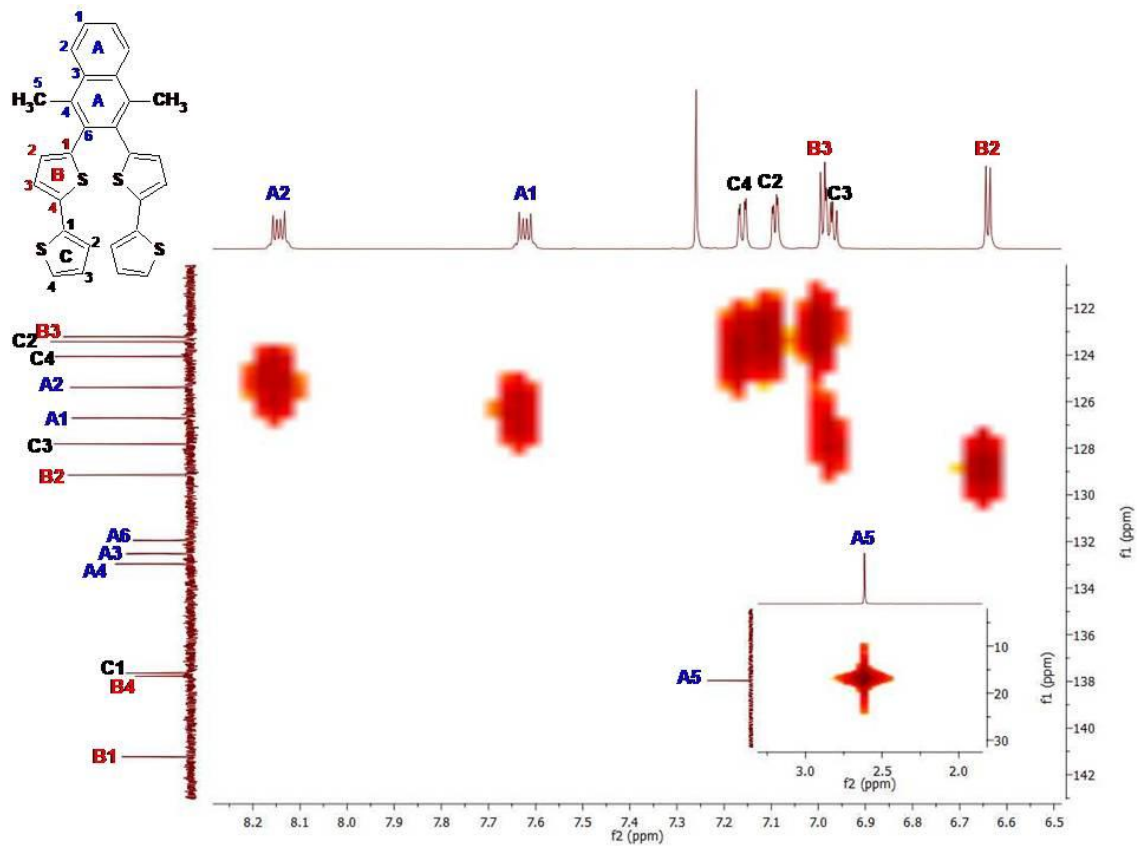 1
2
A
3
5
H3C
4
A
CH3
6
1
2
B
S
S
3
4
1
S
C
2
S
3
4
A2
A1
C4
C2
B3
C3
B2
B3
C2
C4
A2
A1
C3
B2
A6
A3
A4
C1
B4
B1
122
124
126
128
130
132
134
136
138
140
142
f1 (ppm)
A5
A5
10
20
30
f1 (ppm)
3.0 2.5 2.0
f2 (ppm)
8.2 8.1 8.0 7.9 7.8 7.7 7.6 7.5 7.4 7.3 7.2 7.1 7.0 6.9 6.8 6.7 6.6 6.5
f2 (ppm)